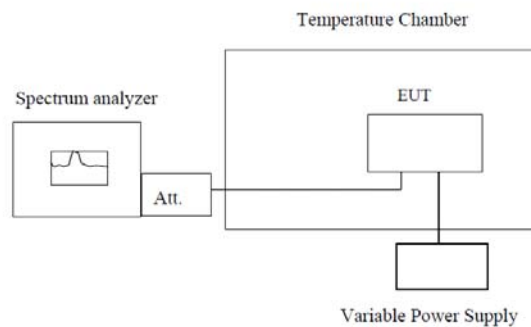 Temperature Chamber
Spectrum analyzer
EUT
Att.
Variable Power Supply